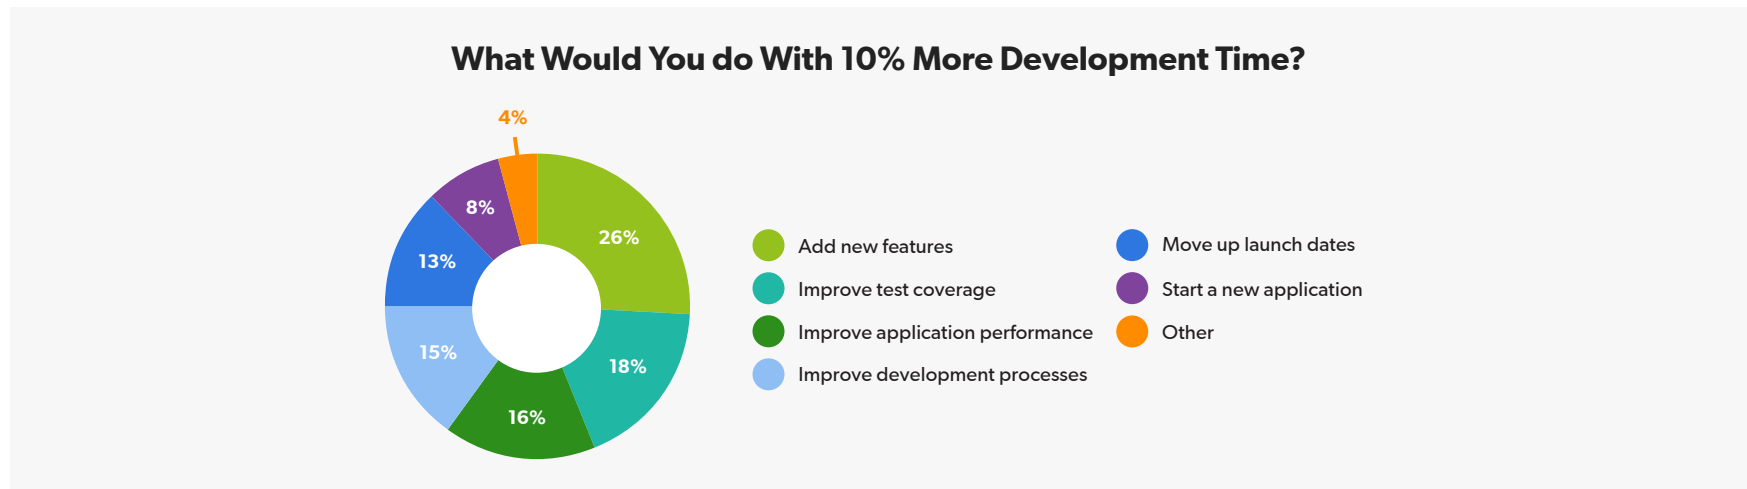 What Would You do With 10% More Development Time?
4%
8%
26%
13%
15%
18%
16%
Add new features
Improve test coverage
Improve application performance
Improve development processes
Move up launch dates
Start a new application
Other